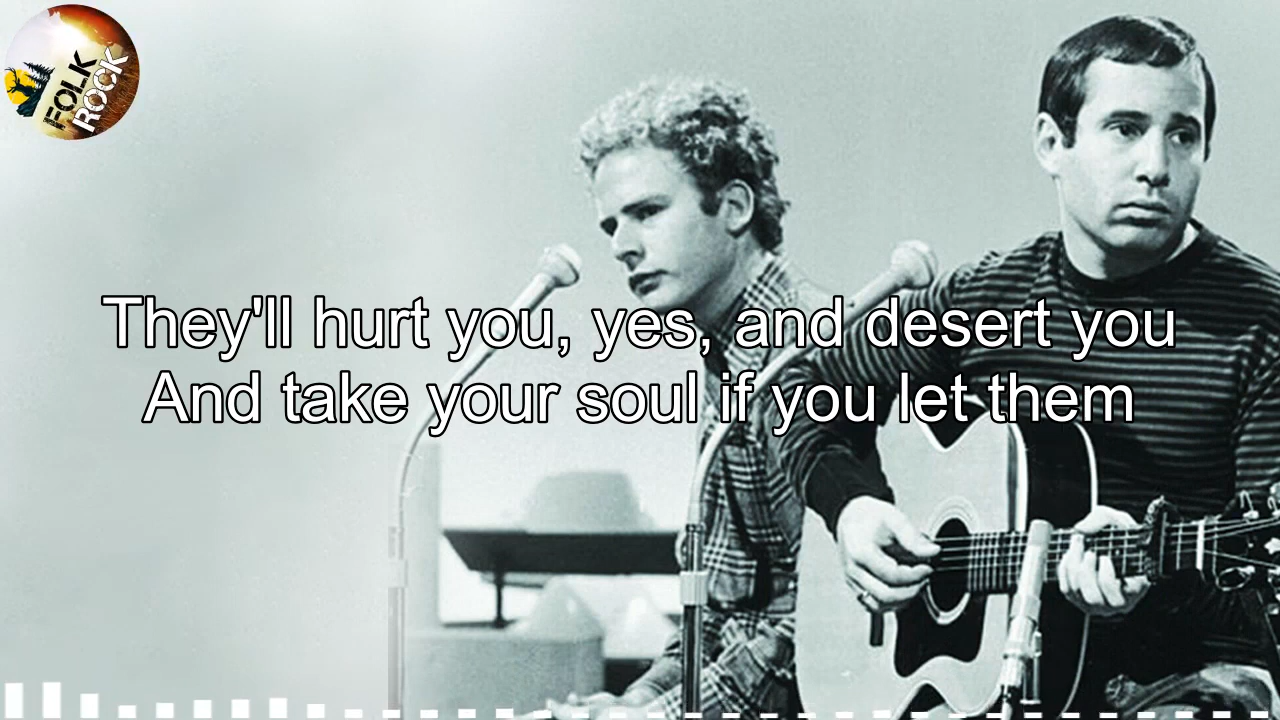 FOLK
ROCK
They'll hurt you, yes, and desert you
And take your soul if you let them